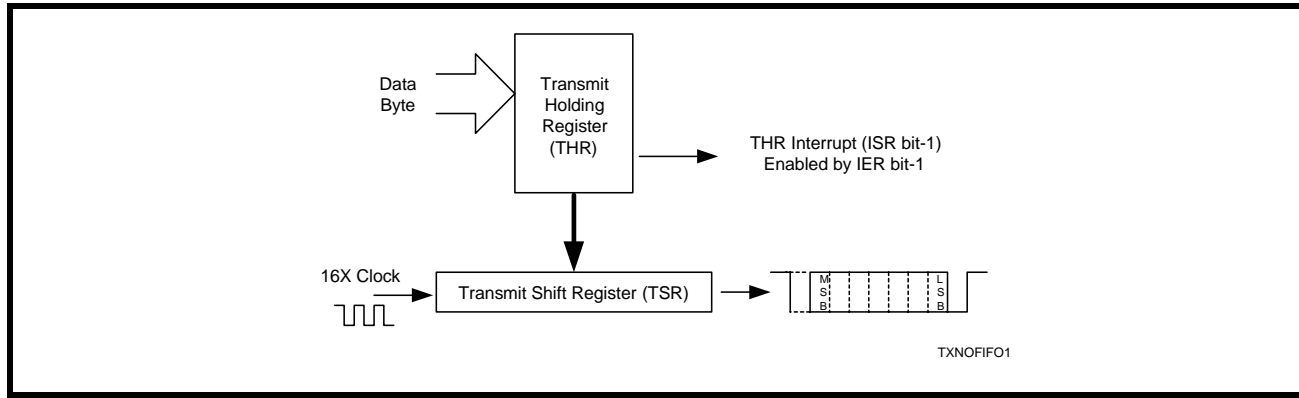 Data
Byte
Transmit
Holding
Register
(THR)
THR Interrupt (ISR bit-1)
Enabled by IER bit-1
16X Clock
Transmit Shift Register (TSR)
M
S
B
L
S
B
TXNOFIFO1